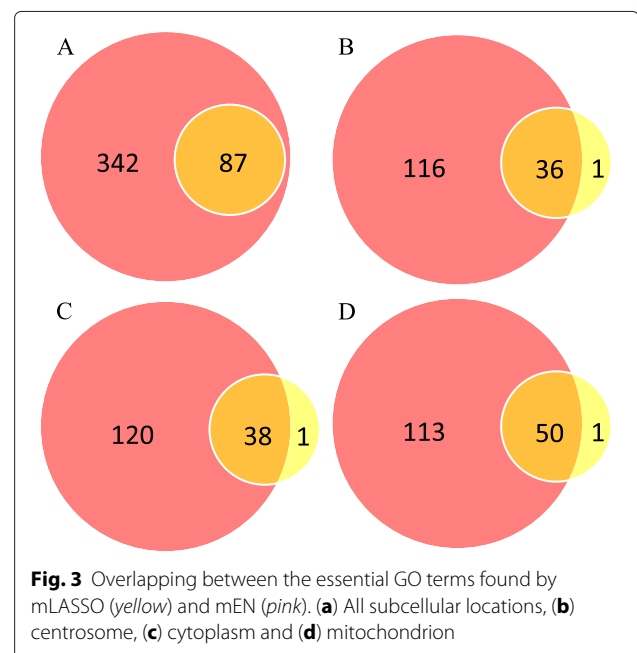 A
342
87
B
116
36
1
C
120
38
1
D
113
50
1
Fig. 3 Overlapping between the essential GO terms found by
mLASSO (yellow) and mEN (pink). (a) All subcellular locations, (b)
centrosome, (c) cytoplasm and (d) mitochondrion